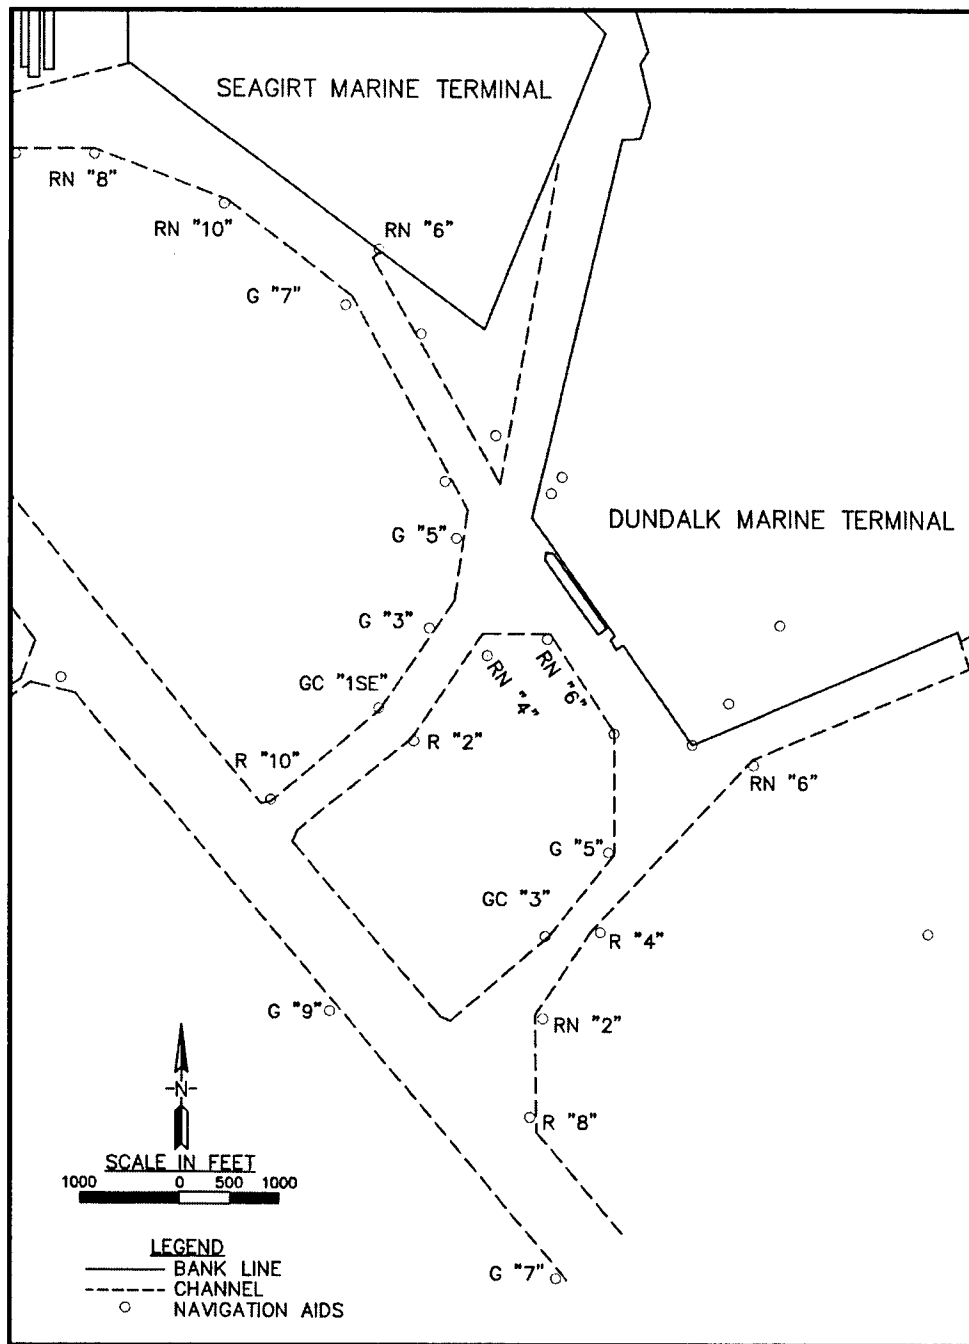 SEAGIRT MARINE TERMINAL
RN "8"
RN "10"
RN "6"
G "7"
G "5"
DUNDALK MARINE TERMINAL
G "3"
GC "1SE"
RN "4"
RN "6"
R "2"
R "10"
RN "6"
G "5"
GC "3"
R "4"
G "9"
RN "2"
N
R "8"
SCALE IN FEET
1000 0 500 1000
LEGEND
BANK LINE
CHANNEL
NAVIGATION AIDS
G "7"